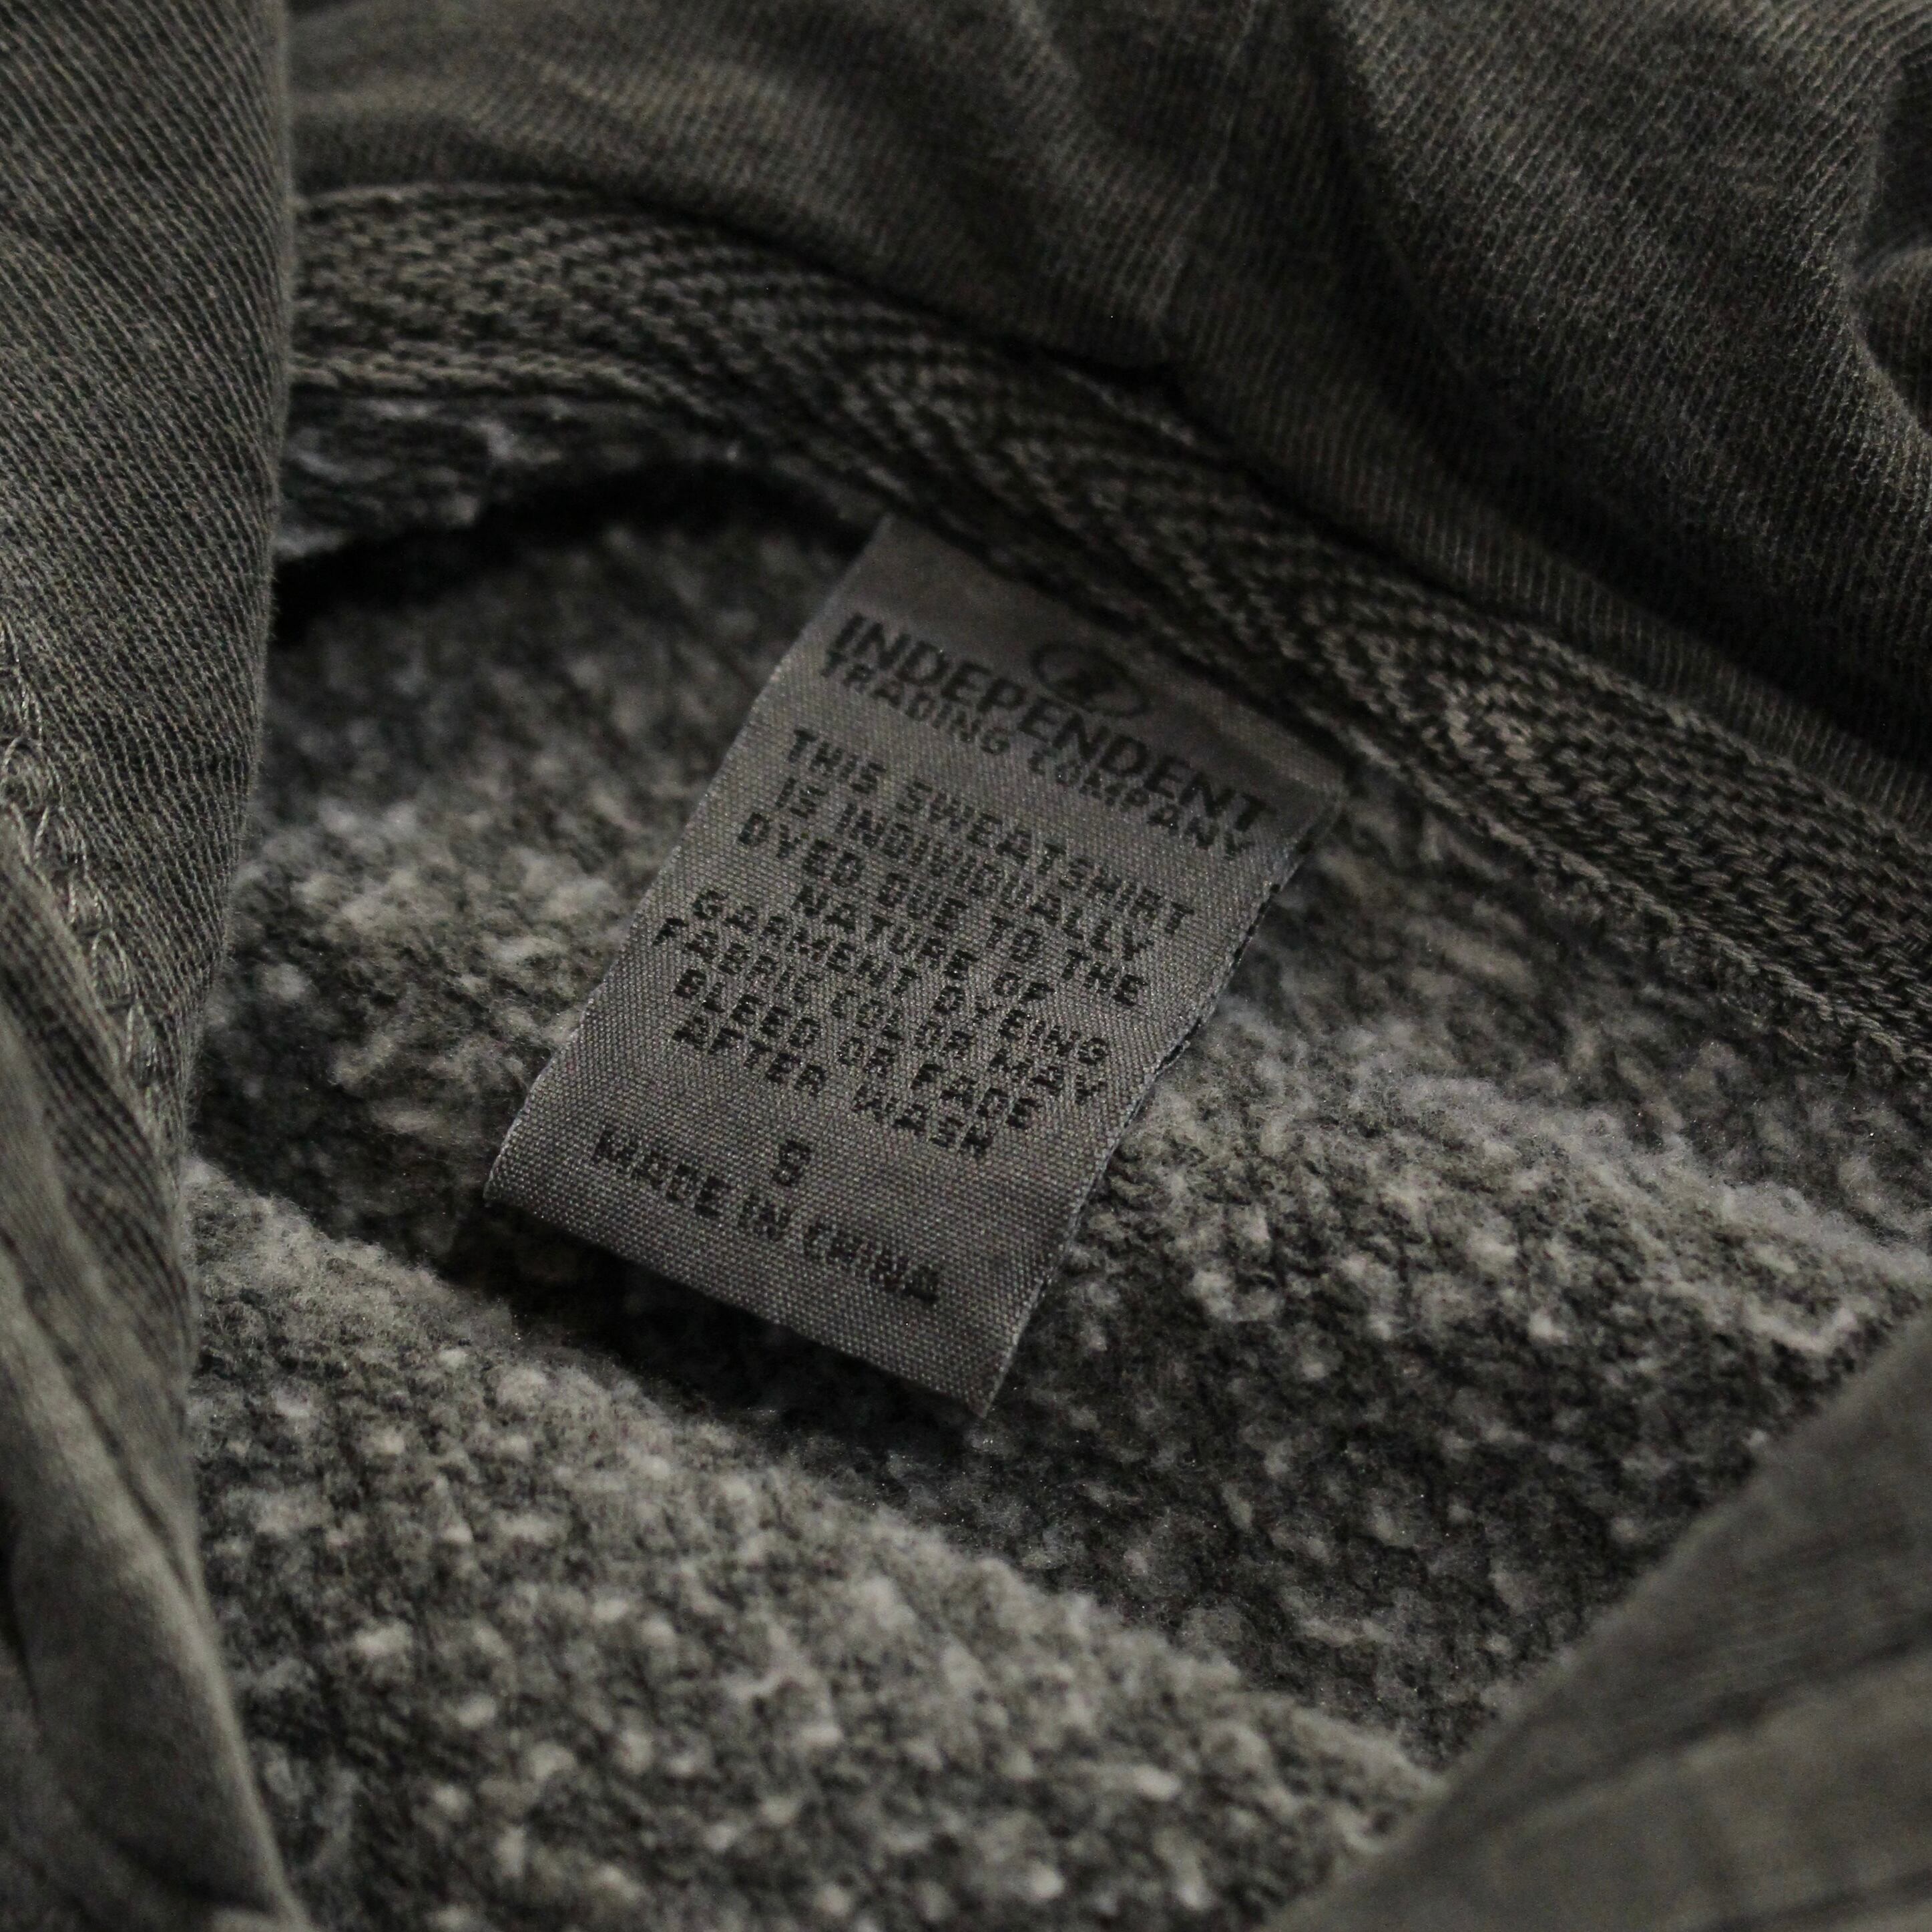 INDEPENDENT
TRADING COMPANY
THIS SWEATSHIRT
IS INDIVIDUALLY
DYED DUE TO THE
NATURE OF
GARMENT DYEING
FABRIC COLOR MAY
BLEED OR FADE
AFTER WASH
S
MADE IN CHINA